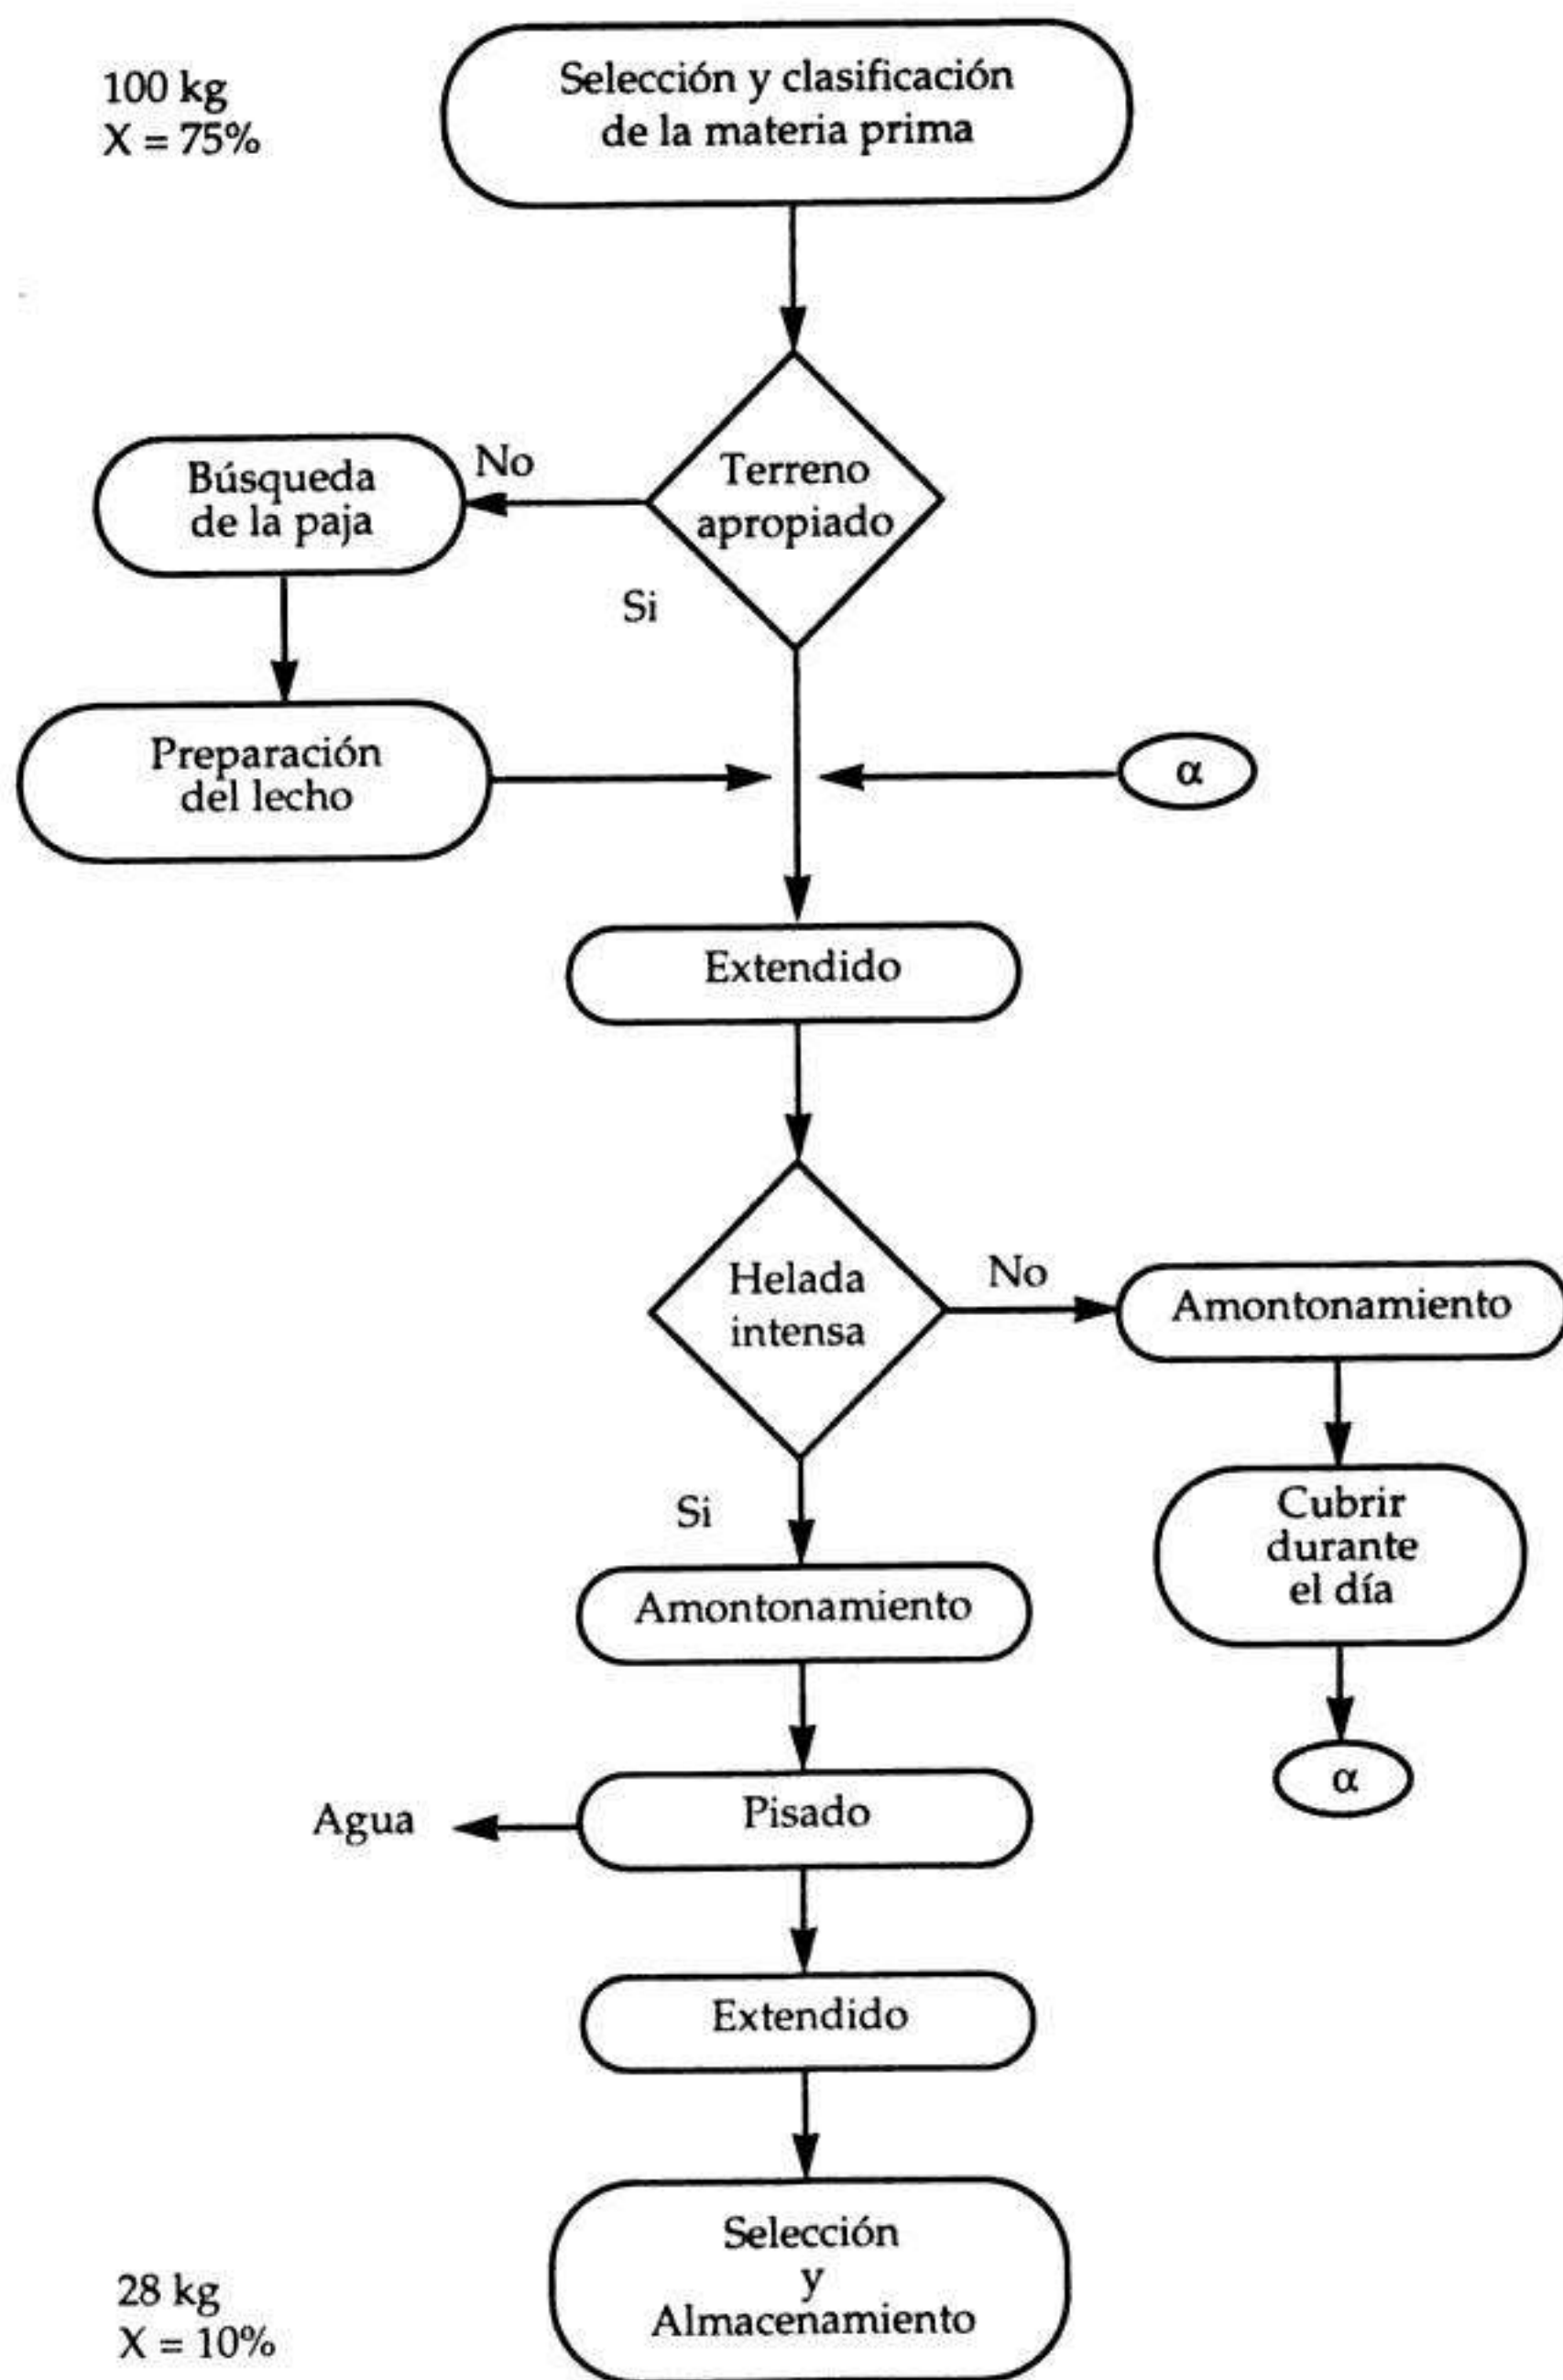 100 kg
X = 75%
Selección y clasificación
de la materia prima
Terreno
apropiado
No
Búsqueda
de la paja
Si
Preparación
del lecho
α
Extendido
Helada
intensa
No
Amontonamiento
Cubrir
durante
el día
α
Si
Amontonamiento
Pisado
Agua
Extendido
Selección
y
Almacenamiento
28 kg
X = 10%